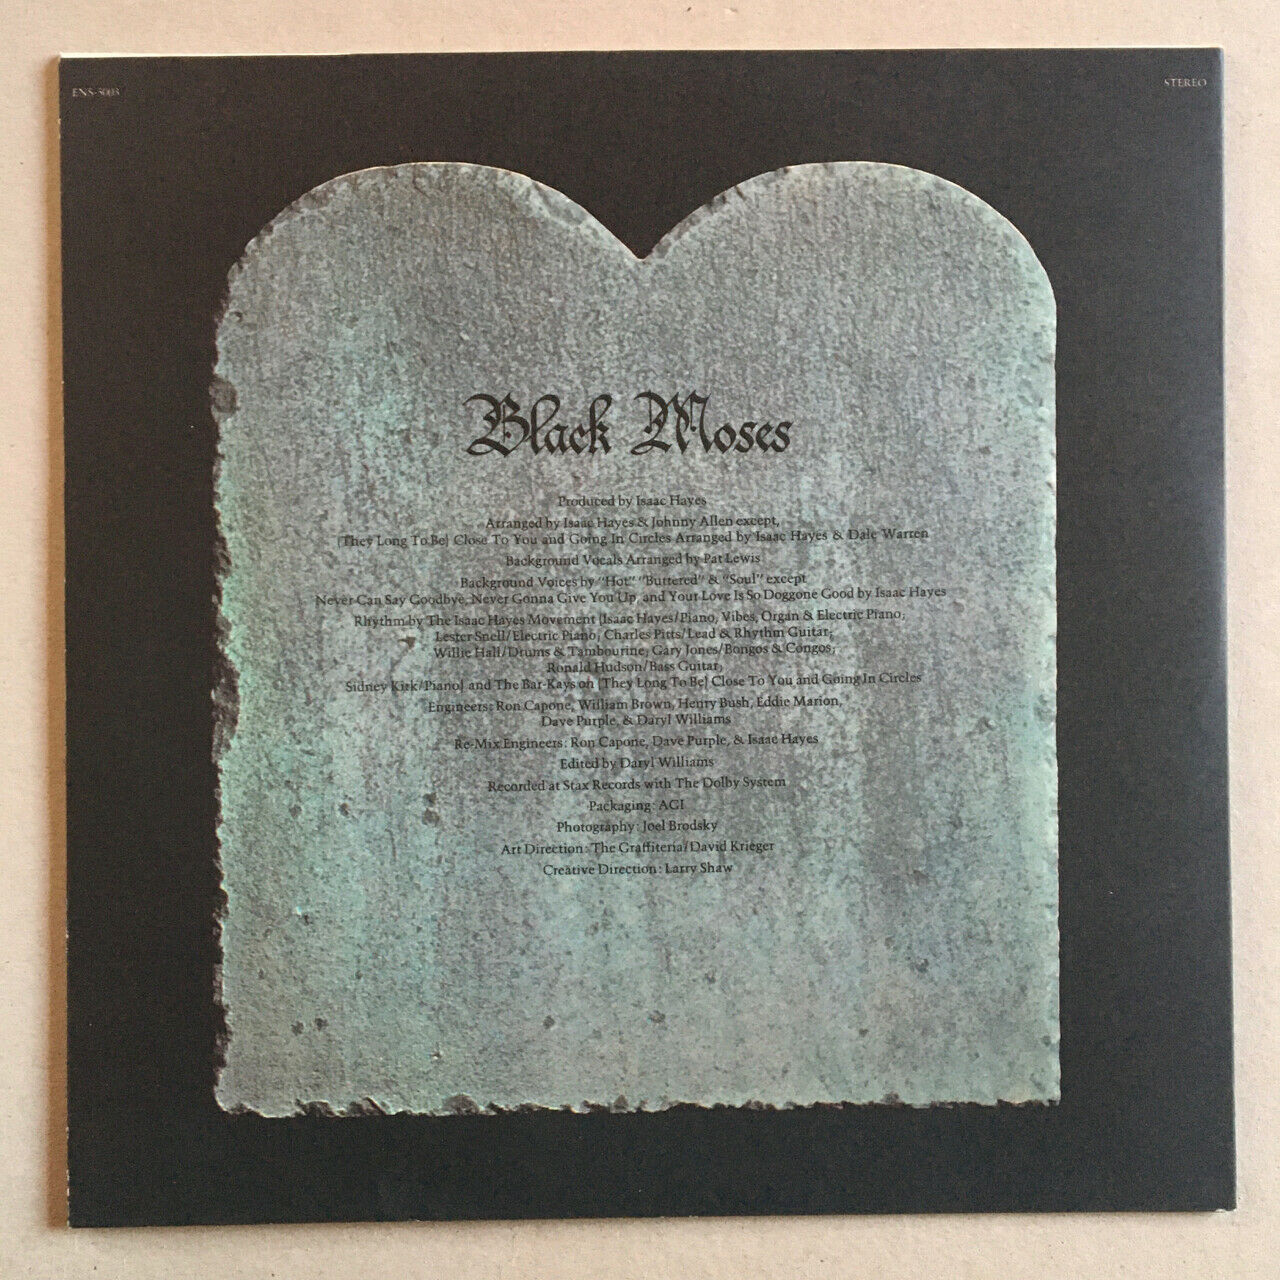 ENS-5003
STEREO
Black Moses
Produced by Isaac Hayes
Arranged by Isaac Hayes & Johnny Allen except,
(They Long To Be) Close To You and Going In Circles Arranged by Isaac Hayes & Dale Warren
Background Vocals Arranged by Pat Lewis
Background Voices by "Hot" "Buttered" & "Soul" except
Never Can Say Goodbye, Never Gonna Give You Up, and Your Love Is So Doggone Good by Isaac Hayes
Rhythm by The Isaac Hayes Movement [Isaac Hayes/Piano, Vibes, Organ & Electric Piano;
Lester Snell/Electric Piano; Charles Pitts/Lead & Rhythm Guitar;
Willie Hall/Drums & Tambourine; Gary Jones/Bongos & Congos;
Ronald Hudson/Bass Guitar;
Sidney Kirk/Piano] and The Bar-Kays on (They Long To Be) Close To You and Going In Circles
Engineers: Ron Capone, William Brown, Henry Bush, Eddie Marion,
Dave Purple, & Daryl Williams
Re-Mix Engineers: Ron Capone, Dave Purple, & Isaac Hayes
Edited by Daryl Williams
Recorded at Stax Records with The Dolby System
Packaging: AGI
Photography: Joel Brodsky
Art Direction: The Graffiteria/David Krieger
Creative Direction: Larry Shaw